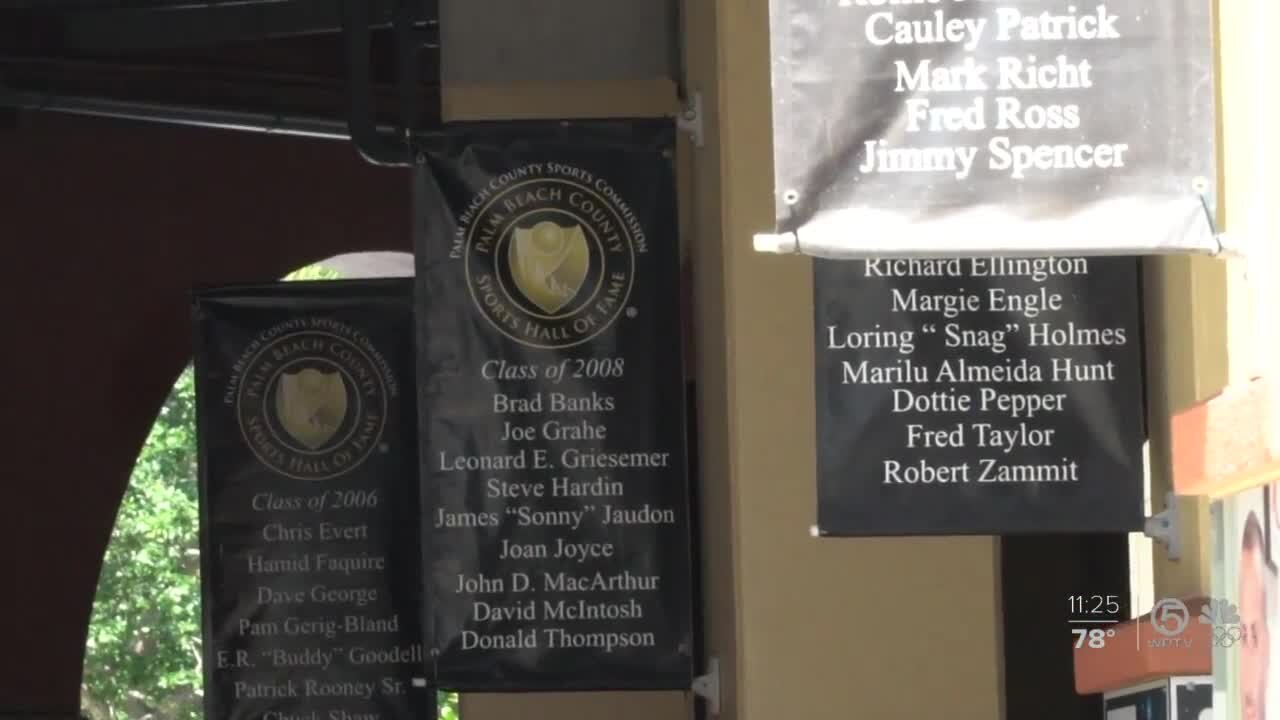 PALM BEACH COUNTY SPORTS COMMISSION
PALM BEACH COUNTY
SPORTS HALL OF FAME
Class of 2006
Chris Evert
Hamid Faquire
Dave George
Pam Gerig-Bland
E.R. “Buddy” Goodell
Patrick Rooney Sr.
Chuck Shaw
PALM BEACH COUNTY SPORTS COMMISSION
PALM BEACH COUNTY
SPORTS HALL OF FAME
®
Class of 2008
Brad Banks
Joe Grahe
Leonard E. Griesemer
Steve Hardin
James “Sonny” Jaudon
Joan Joyce
John D. MacArthur
David McIntosh
Donald Thompson
Cauley Patrick
Mark Richt
Fred Ross
Jimmy Spencer
Richard Ellington
Margie Engle
Loring “ Snag” Holmes
Marilu Almeida Hunt
Dottie Pepper
Fred Taylor
Robert Zammit
11:25
78°
5
WPTV